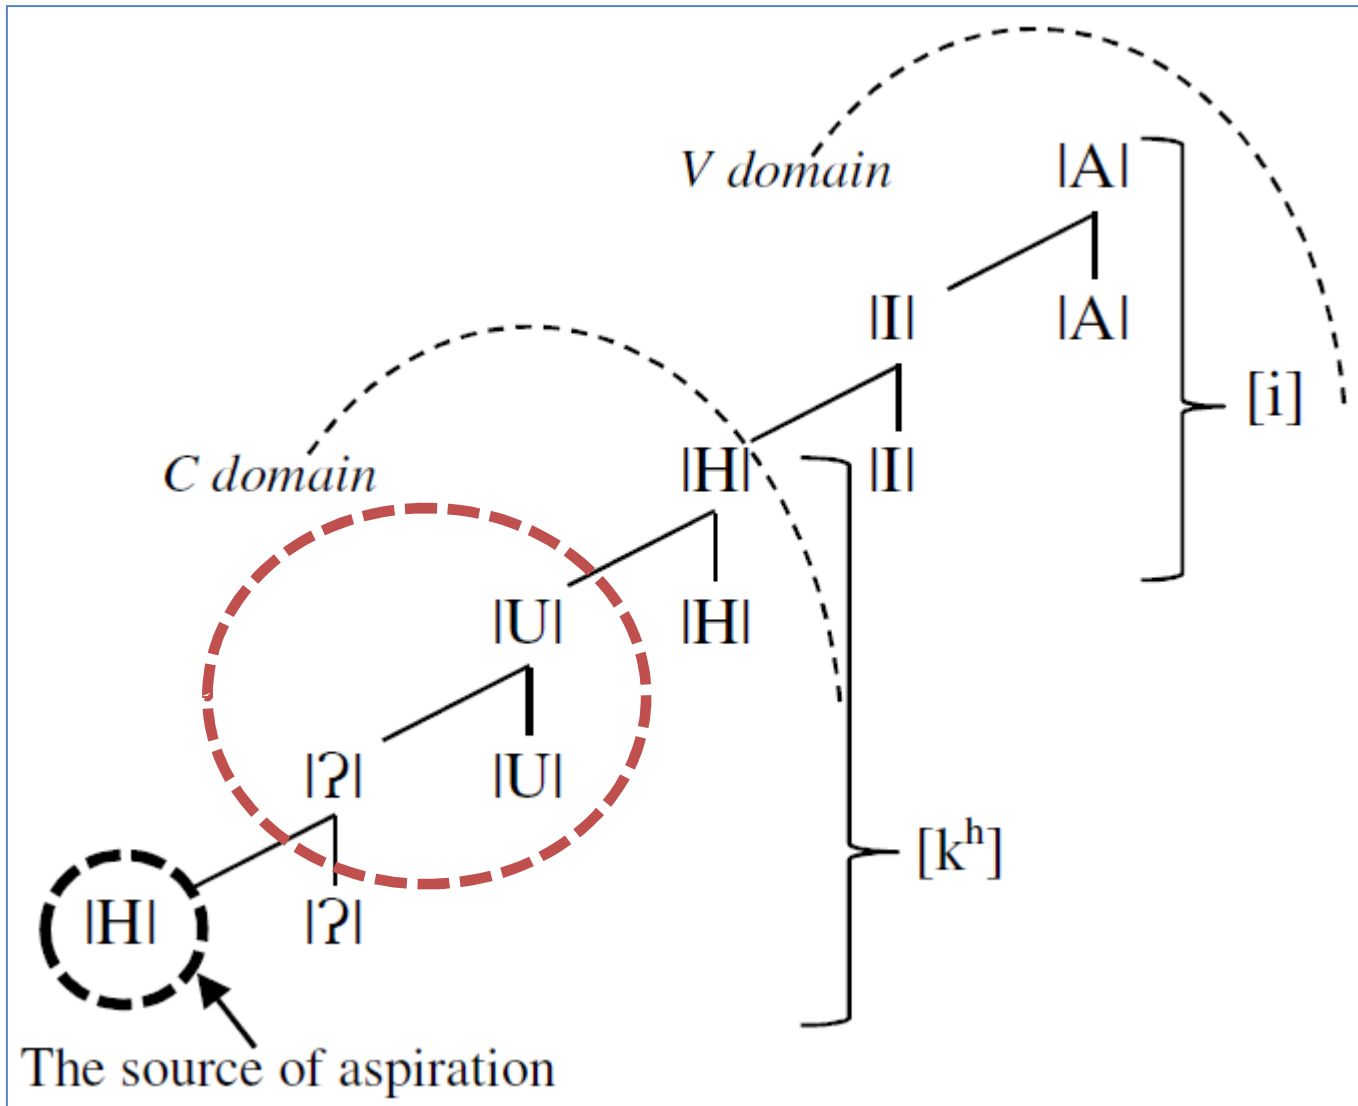 V domain |A|
|I| |A|
[i]
C domain |H| |I|
|U| |H|
|ʔ| |U|
[kʰ]
|H| |ʔ|
The source of aspiration